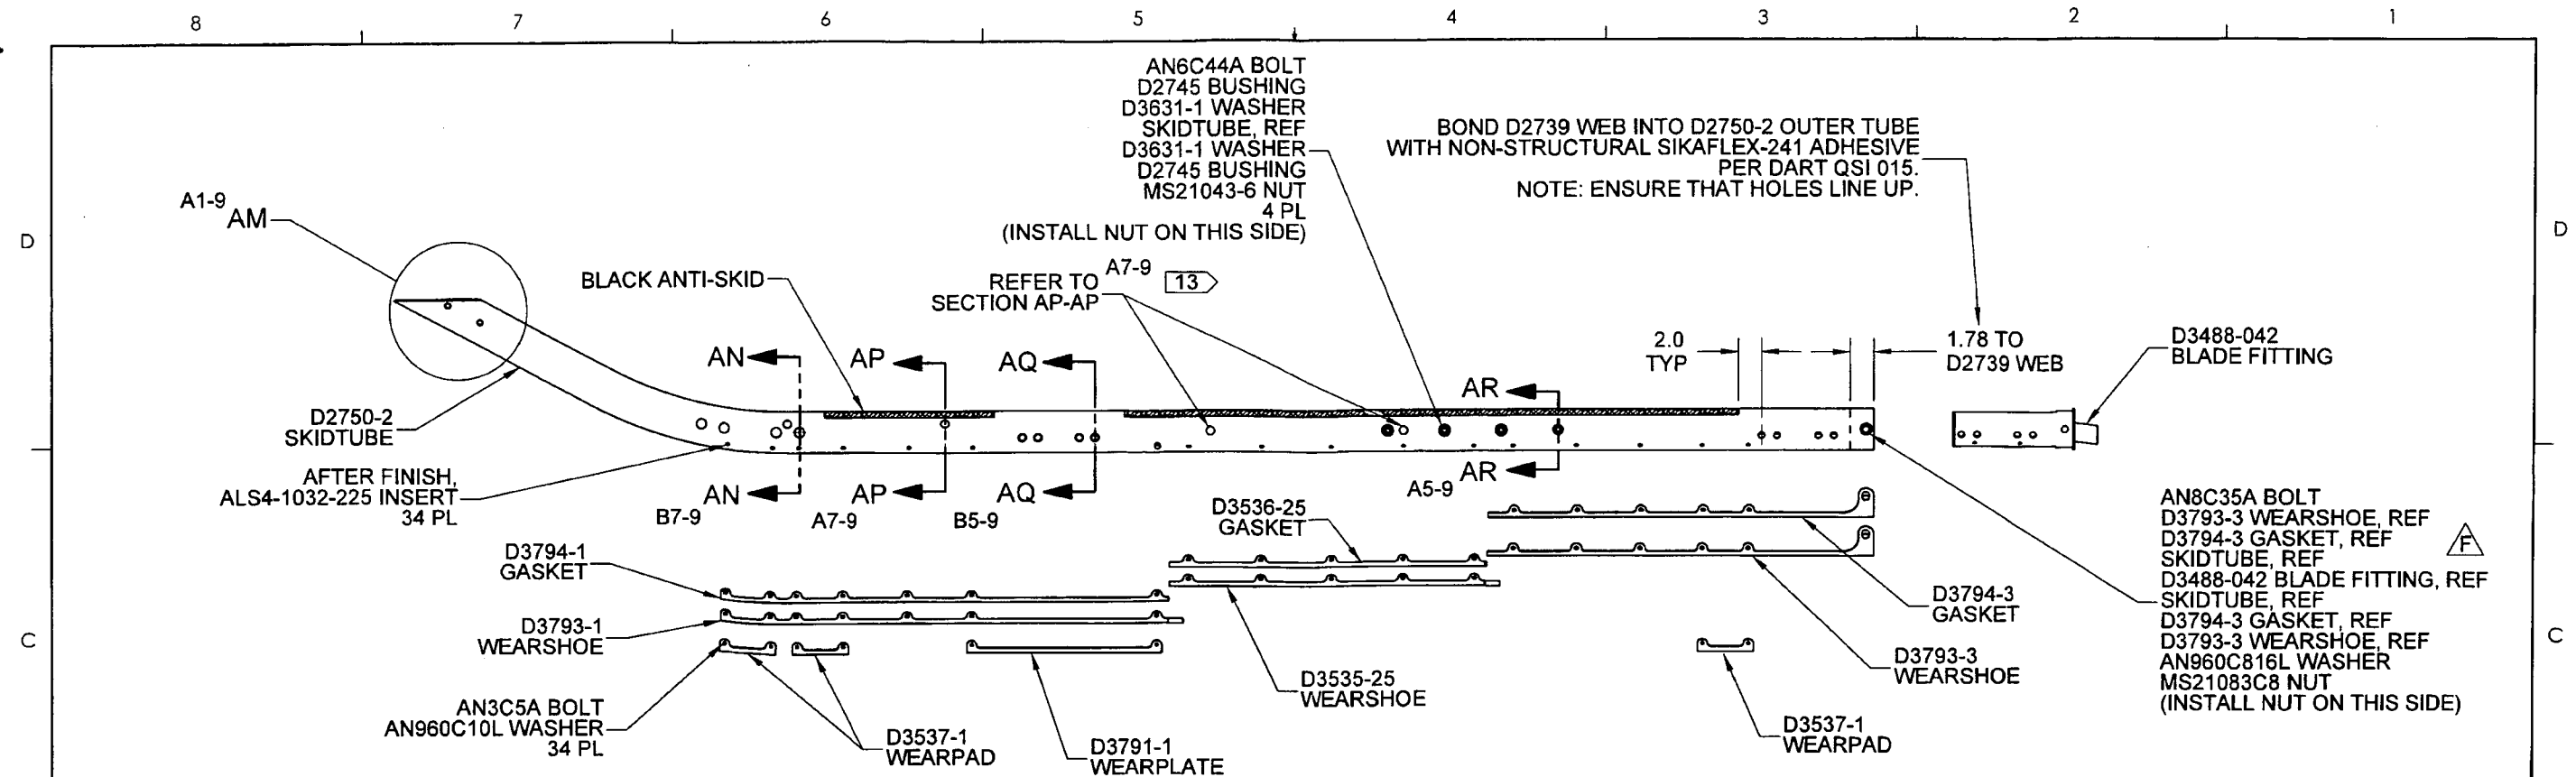 8 7 6 5 4 3 2 1
AN6C44A BOLT
D2745 BUSHING
D3631-1 WASHER
SKIDTUBE, REF
D3631-1 WASHER
D2745 BUSHING
MS21043-6 NUT
4 PL
(INSTALL NUT ON THIS SIDE)
BOND D2739 WEB INTO D2750-2 OUTER TUBE
WITH NON-STRUCTURAL SIKAFLEX-241 ADHESIVE
PER DART QSI 015.
NOTE: ENSURE THAT HOLES LINE UP.
A1-9
AM
D
D
BLACK ANTI-SKID
REFER TO
SECTION AP-AP
A7-9
13
2.0
TYP
1.78 TO
D2739 WEB
D3488-042
BLADE FITTING
AN
AP
AQ
AR
D2750-2
SKIDTUBE
AFTER FINISH,
ALS4-1032-225 INSERT
34 PL
AN
AP
AQ
AR
B7-9
A7-9
B5-9
A5-9
D3536-25
GASKET
D3794-1
GASKET
D3793-1
WEARSHOE
AN3C5A BOLT
AN960C10L WASHER
34 PL
D3537-1
WEARPAD
D3791-1
WEARPLATE
D3535-25
WEARSHOE
D3794-3
GASKET
D3793-3
WEARSHOE
D3537-1
WEARPAD
AN8C35A BOLT
D3793-3 WEARSHOE, REF
D3794-3 GASKET, REF
SKIDTUBE, REF
D3488-042 BLADE FITTING, REF
SKIDTUBE, REF
D3794-3 GASKET, REF
D3793-3 WEARSHOE, REF
AN960C816L WASHER
MS21083C8 NUT
(INSTALL NUT ON THIS SIDE)
F
C
C